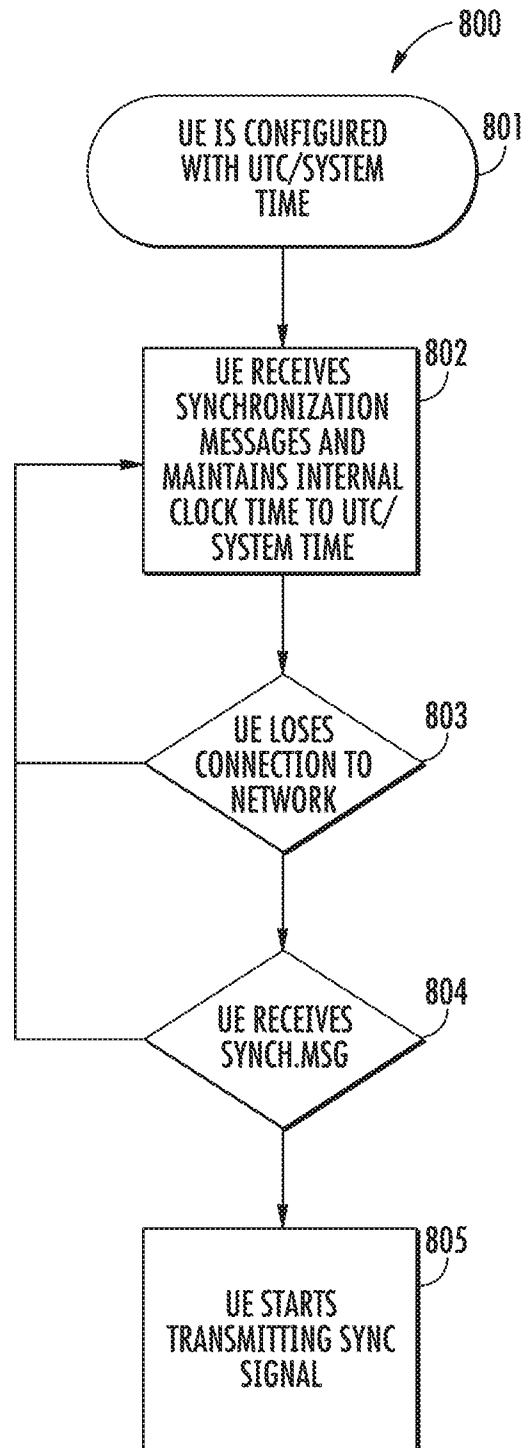 800
UE IS CONFIGURED
WITH UTC/SYSTEM
TIME
801
UE RECEIVES
SYNCHRONIZATION
MESSAGES AND
MAINTAINS INTERNAL
CLOCK TIME TO UTC/
SYSTEM TIME
802
UE LOSES
CONNECTION TO
NETWORK
803
UE RECEIVES
SYNCH.MSG
804
UE STARTS
TRANSMITTING SYNC
SIGNAL
805